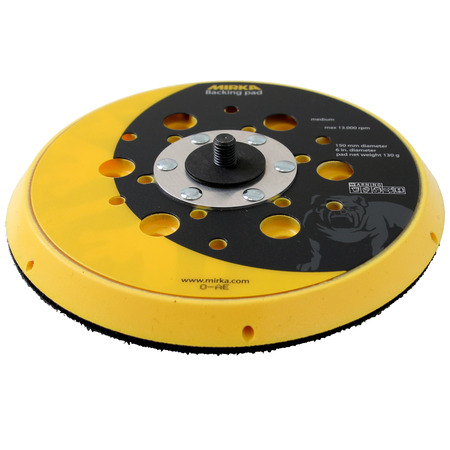 MIRKA
Backing pad
medium
max 13.000 rpm
150 mm diameter
6 in. diameter
pad net weight 130 g
WARNING
www.mirka.com
O-AE